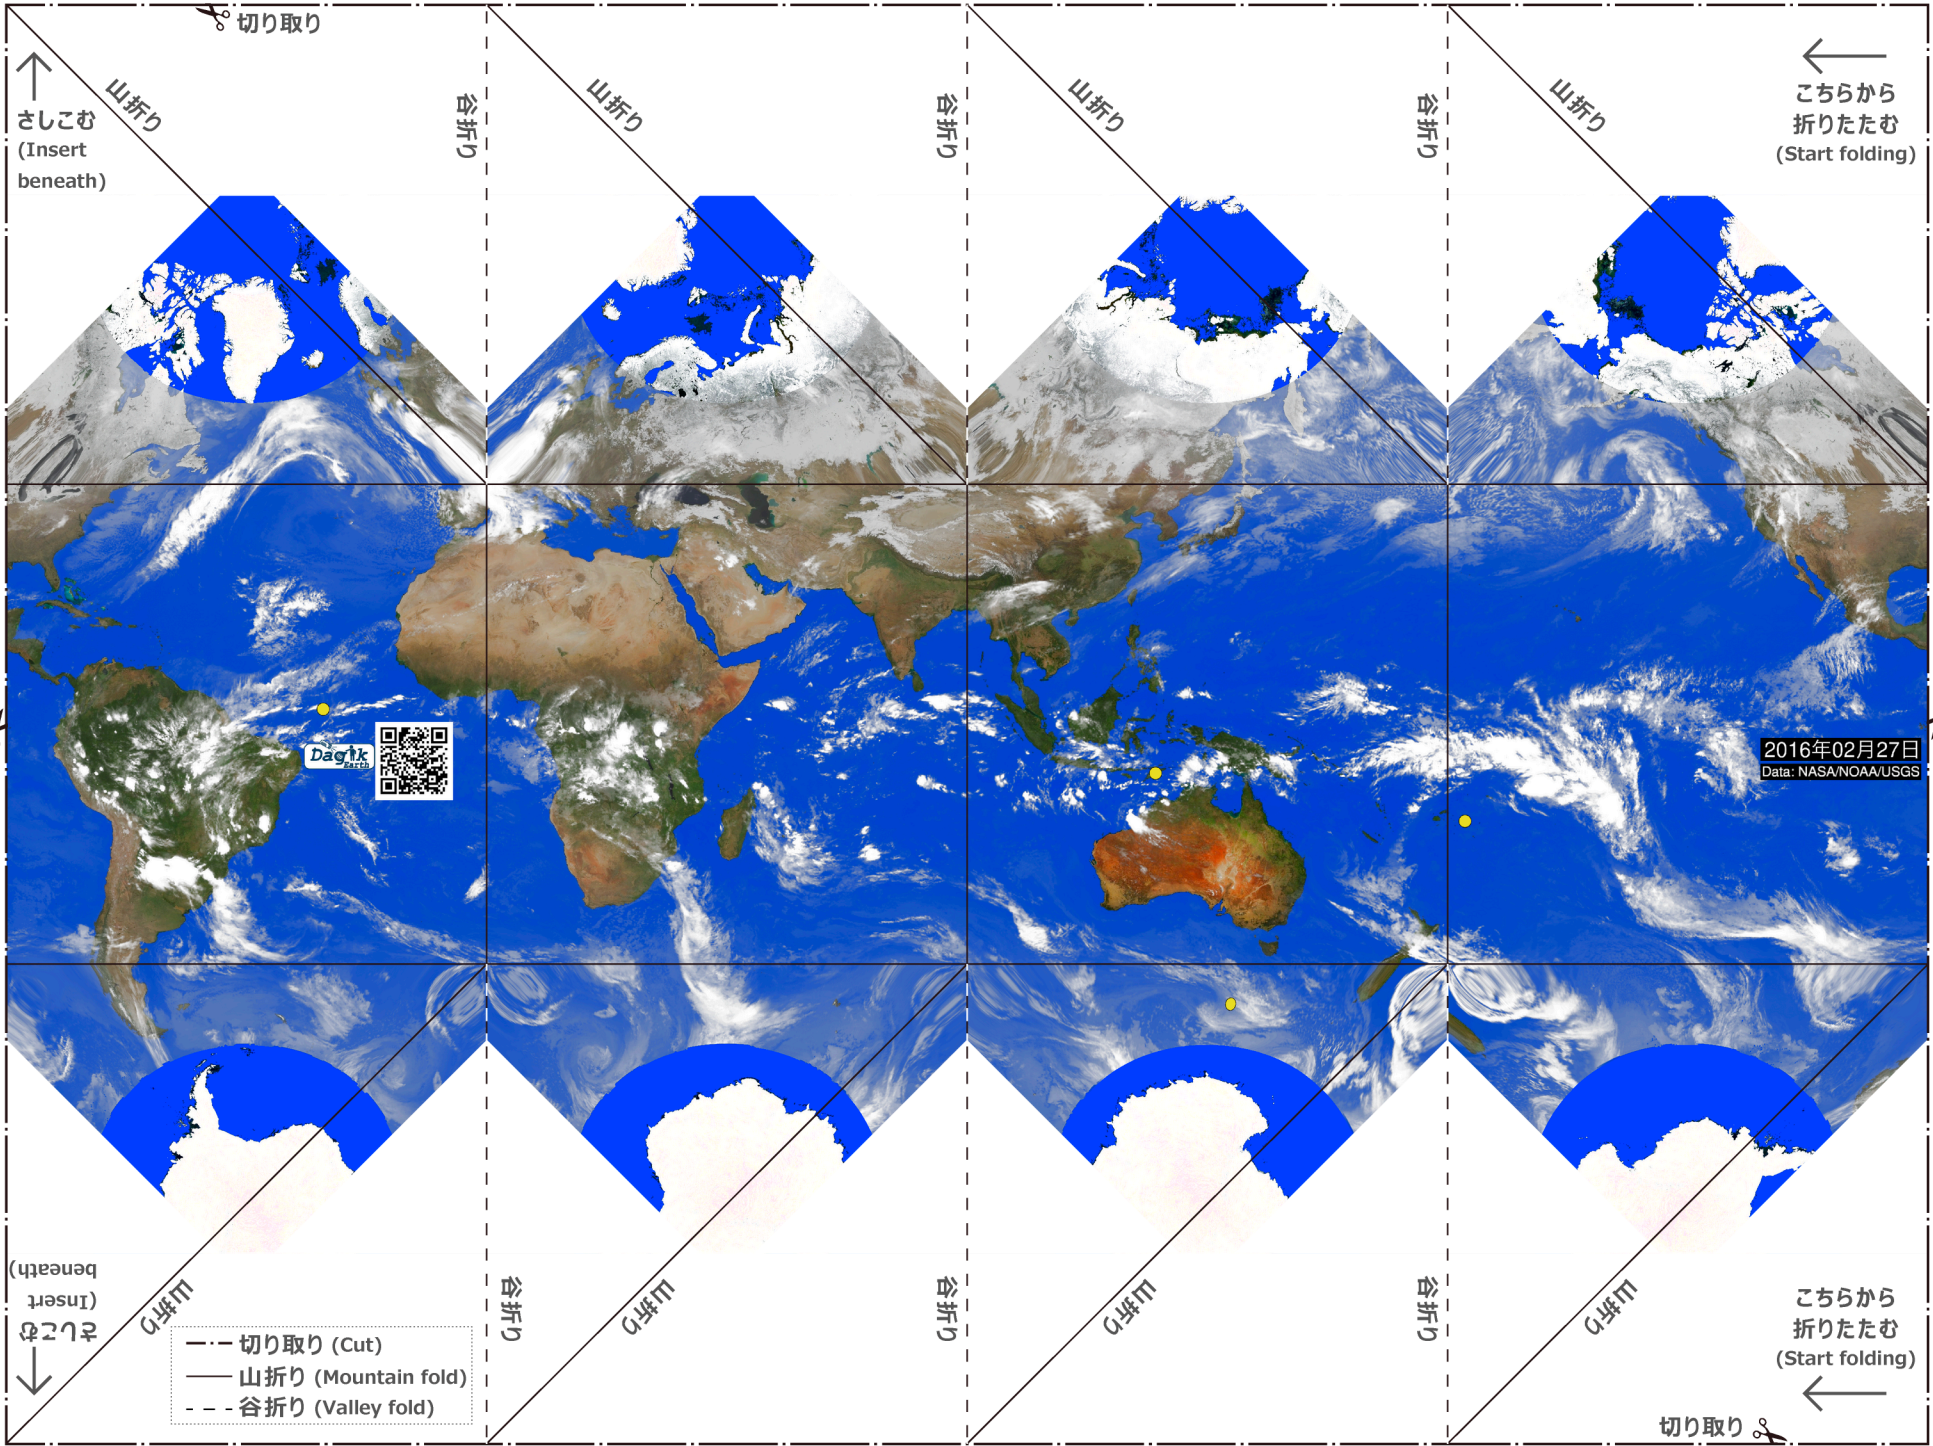 切り取り
山折り
谷折り
山折り
谷折り
山折り
谷折り
山折り
さしこむ
(Insert
beneath)
こちらから
折りたたむ
(Start folding)
Dagik
Earth
2016年02月27日
Data: NASA/NOAA/USGS
さしこむ
(Insert
beneath)
山折り
谷折り
山折り
谷折り
山折り
谷折り
山折り
切り取り (Cut)
山折り (Mountain fold)
谷折り (Valley fold)
こちらから
折りたたむ
(Start folding)
切り取り